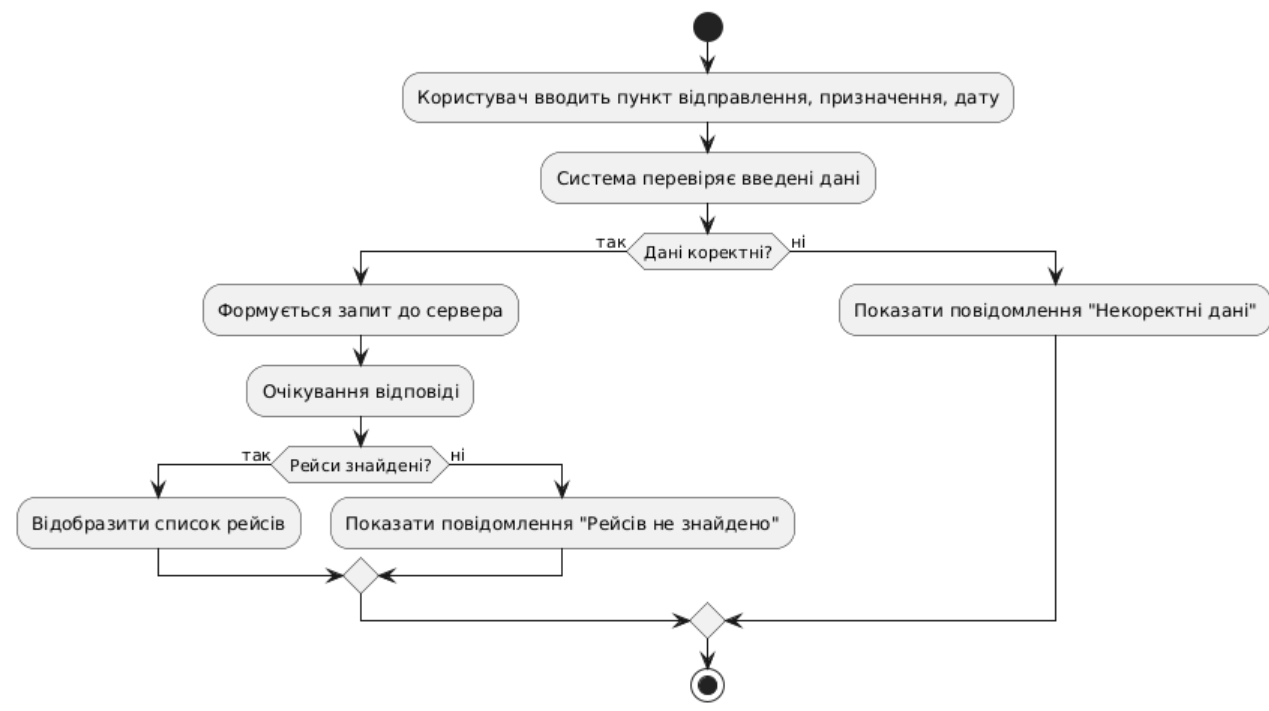 Користувач вводить пункт відправлення, призначення, дату
Система перевіряє введені дані
так
Дані коректні?
ні
Формується запит до сервера
Показати повідомлення "Некоректні дані"
Очікування відповіді
так
Рейси знайдені?
ні
Відобразити список рейсів
Показати повідомлення "Рейсів не знайдено"